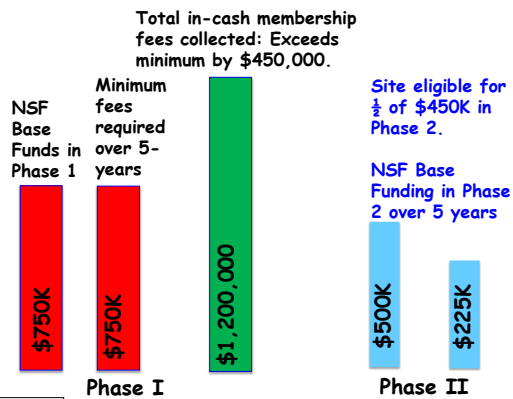 Total in-cash membership
fees collected: Exceeds
minimum by $450,000.
NSF
Base
Funds in
Phase 1
Minimum
fees
required
over 5-
years
Site eligible for
½ of $450K in
Phase 2.
NSF Base
Funding in Phase
2 over 5 years
$750K
$750K
$1,200,000
$500K
$225K
Phase I
Phase II